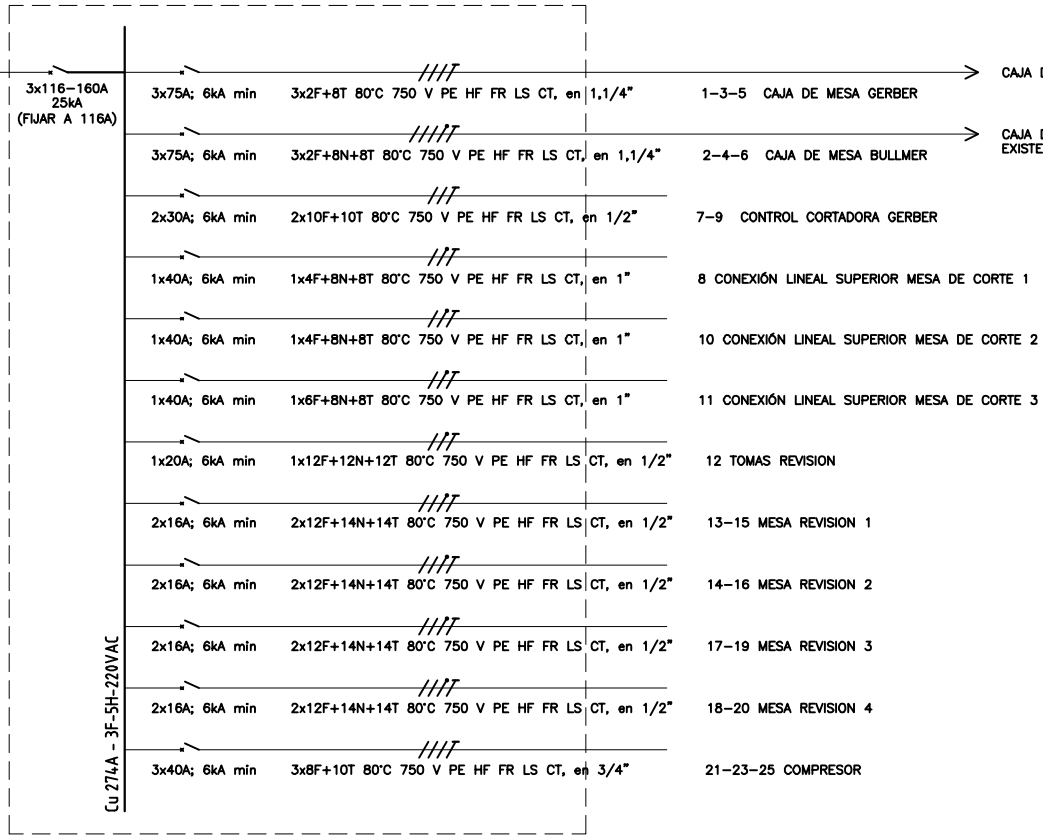 CAJA
3x116-160A
25kA
(FIJAR A 116A)
3x75A; 6kA min 3x2F+8T 80°C 750 V PE HF FR LS CT, en 1,1/4" 1-3-5 CAJA DE MESA GERBER
CAJA
EXISTE
3x75A; 6kA min 3x2F+8N+8T 80°C 750 V PE HF FR LS CT, en 1,1/4" 2-4-6 CAJA DE MESA BULLMER
2x30A; 6kA min 2x10F+10T 80°C 750 V PE HF FR LS CT, en 1/2" 7-9 CONTROL CORTADORA GERBER
1x40A; 6kA min 1x4F+8N+8T 80°C 750 V PE HF FR LS CT, en 1" 8 CONEXIÓN LINEAL SUPERIOR MESA DE CORTE 1
1x40A; 6kA min 1x4F+8N+8T 80°C 750 V PE HF FR LS CT, en 1" 10 CONEXIÓN LINEAL SUPERIOR MESA DE CORTE 2
1x40A; 6kA min 1x6F+8N+8T 80°C 750 V PE HF FR LS CT, en 1" 11 CONEXIÓN LINEAL SUPERIOR MESA DE CORTE 3
1x20A; 6kA min 1x12F+12N+12T 80°C 750 V PE HF FR LS CT, en 1/2" 12 TOMAS REVISION
2x16A; 6kA min 2x12F+14N+14T 80°C 750 V PE HF FR LS CT, en 1/2" 13-15 MESA REVISION 1
2x16A; 6kA min 2x12F+14N+14T 80°C 750 V PE HF FR LS CT, en 1/2" 14-16 MESA REVISION 2
2x16A; 6kA min 2x12F+14N+14T 80°C 750 V PE HF FR LS CT, en 1/2" 17-19 MESA REVISION 3
2x16A; 6kA min 2x12F+14N+14T 80°C 750 V PE HF FR LS CT, en 1/2" 18-20 MESA REVISION 4
3x40A; 6kA min 3x8F+10T 80°C 750 V PE HF FR LS CT, en 3/4" 21-23-25 COMPRESOR
Cu 274A - 3F-5H-220VAC